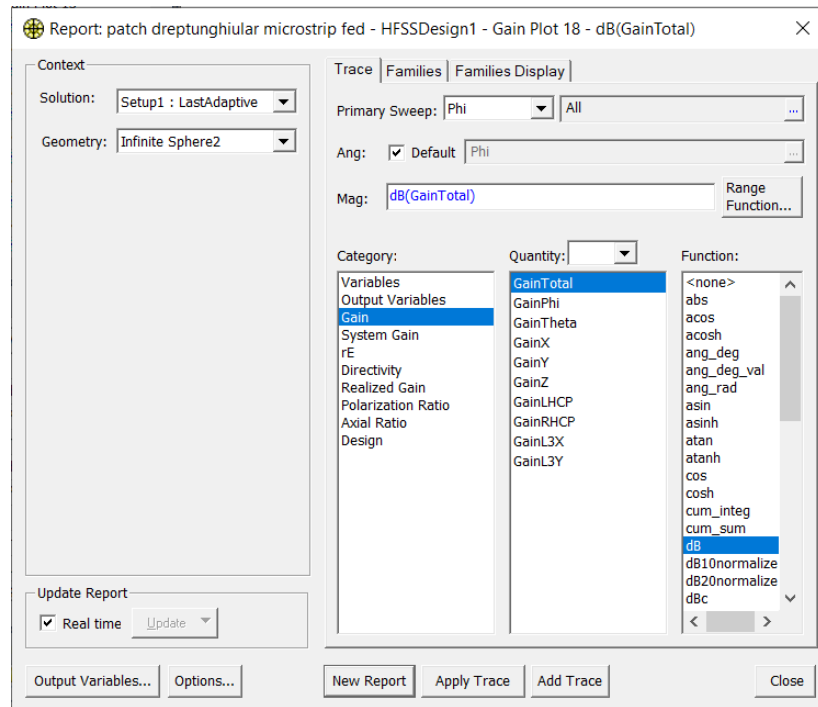 Report: patch dreptunghiular microstrip fed - HFSSDesign1 - Gain Plot 18 - dB(GainTotal)
Context
Solution: Setup1 : LastAdaptive
Geometry: Infinite Sphere2
Trace Families Families Display
Primary Sweep: Phi All ...
Ang: Default Phi ...
Mag: dB(GainTotal) Range Function...
Category:
Variables
Output Variables
Gain
System Gain
rE
Directivity
Realized Gain
Polarization Ratio
Axial Ratio
Design
Quantity:
GainTotal
GainPhi
GainTheta
GainX
GainY
GainZ
GainLHCP
GainRHCP
GainL3X
GainL3Y
Function:
<none>
abs
acos
acosh
ang_deg
ang_deg_val
ang_rad
asin
asinh
atan
atanh
cos
cosh
cum_integ
cum_sum
dB
dB10normalize
dB20normalize
dBc
Update Report
Real time Update
Output Variables... Options... New Report Apply Trace Add Trace Close